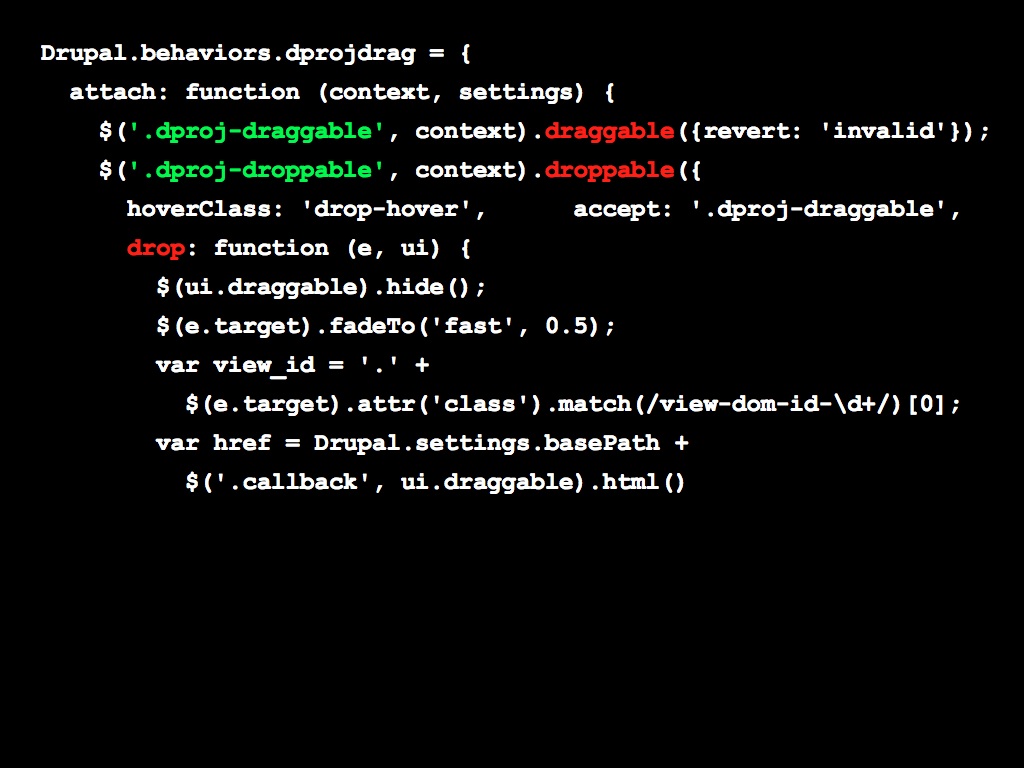 Drupal.behaviors.dprojdrag = {
  attach: function (context, settings) {
    $('.dproj-draggable', context).draggable({revert: 'invalid'});
    $('.dproj-droppable', context).droppable({
      hoverClass: 'drop-hover',      accept: '.dproj-draggable',
      drop: function (e, ui) {
        $(ui.draggable).hide();
        $(e.target).fadeTo('fast', 0.5);
        var view_id = '.' +
          $(e.target).attr('class').match(/view-dom-id-\d+/)[0];
        var href = Drupal.settings.basePath +
          $('.callback', ui.draggable).html()